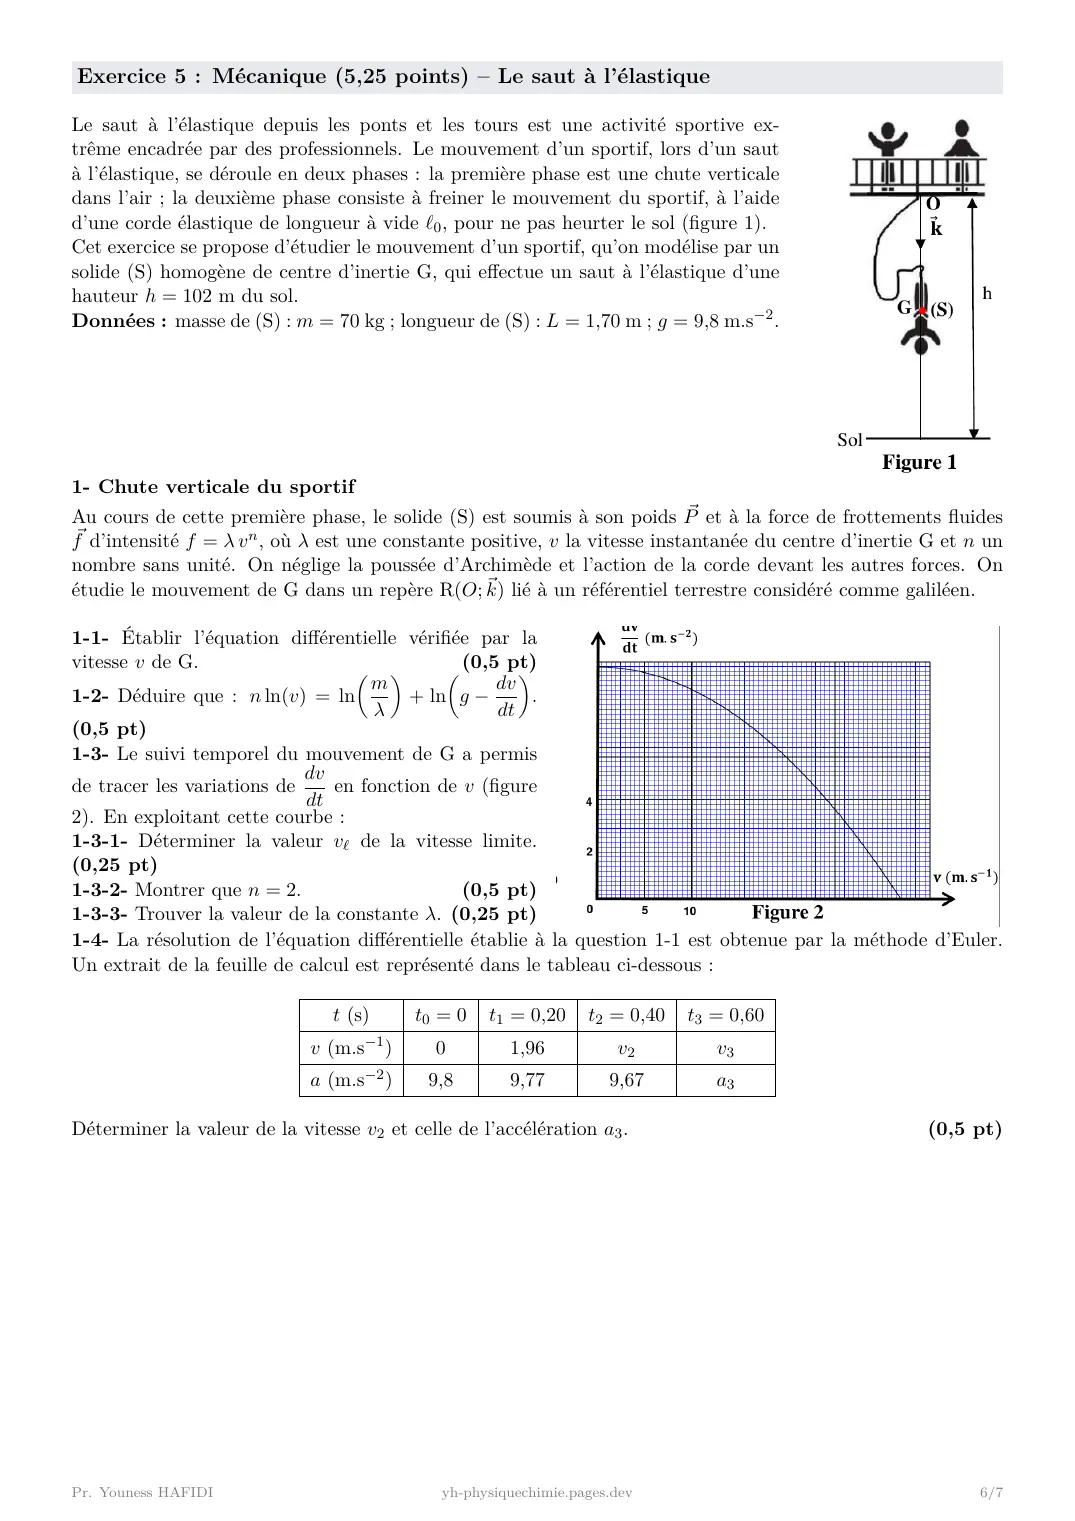 Exercice 5 : Mécanique (5,25 points) – Le saut à l'élastique
Le saut à l'élastique depuis les ponts et les tours est une activité sportive ex-
trême encadrée par des professionnels. Le mouvement d'un sportif, lors d'un saut
à l'élastique, se déroule en deux phases : la première phase est une chute verticale
dans l'air ; la deuxième phase consiste à freiner le mouvement du sportif, à l'aide
d'une corde élastique de longueur à vide ℓ₀, pour ne pas heurter le sol (figure 1).
Cet exercice se propose d'étudier le mouvement d'un sportif, qu'on modélise par un
solide (S) homogène de centre d'inertie G, qui effectue un saut à l'élastique d'une
hauteur h = 102 m du sol.
Données : masse de (S) : m = 70 kg ; longueur de (S) : L = 1,70 m ; g = 9,8 m.s⁻².
O
k⃗
h
G
(S)
Sol
Figure 1
1- Chute verticale du sportif
Au cours de cette première phase, le solide (S) est soumis à son poids P⃗ et à la force de frottements fluides
f⃗ d'intensité f = λ vⁿ, où λ est une constante positive, v la vitesse instantanée du centre d'inertie G et n un
nombre sans unité. On néglige la poussée d'Archimède et l'action de la corde devant les autres forces. On
étudie le mouvement de G dans un repère R(O; k⃗) lié à un référentiel terrestre considéré comme galiléen.
1-1- Établir l'équation différentielle vérifiée par la
vitesse v de G. (0,5 pt)
1-2- Déduire que : n ln(v) = ln(m/λ) + ln(g − dv/dt).
(0,5 pt)
1-3- Le suivi temporel du mouvement de G a permis
de tracer les variations de dv/dt en fonction de v (figure
2). En exploitant cette courbe :
1-3-1- Déterminer la valeur vℓ de la vitesse limite.
(0,25 pt)
1-3-2- Montrer que n = 2. (0,5 pt)
1-3-3- Trouver la valeur de la constante λ. (0,25 pt)
dv/dt (m.s⁻²)
4
2
0
5
10
v (m.s⁻¹)
Figure 2
1-4- La résolution de l'équation différentielle établie à la question 1-1 est obtenue par la méthode d'Euler.
Un extrait de la feuille de calcul est représenté dans le tableau ci-dessous :
t (s) t₀ = 0 t₁ = 0,20 t₂ = 0,40 t₃ = 0,60
v (m.s⁻¹) 0 1,96 v₂ v₃
a (m.s⁻²) 9,8 9,77 9,67 a₃
Déterminer la valeur de la vitesse v₂ et celle de l'accélération a₃. (0,5 pt)
Pr. Youness HAFIDI yh-physiquechimie.pages.dev 6/7